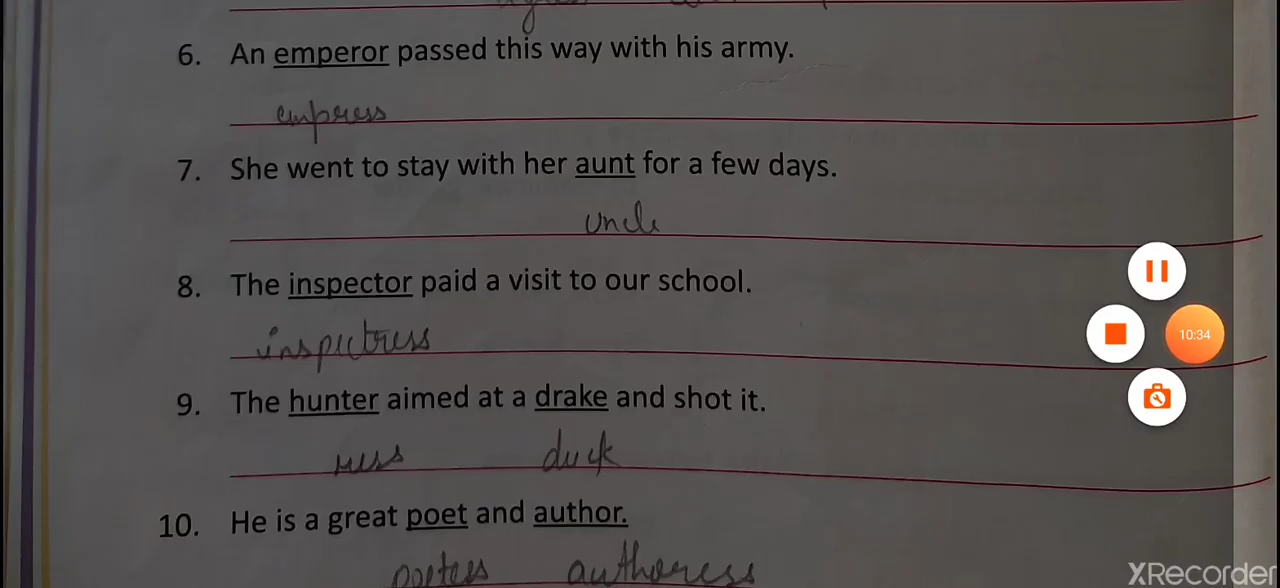 6. An emperor passed this way with his army.
empress
7. She went to stay with her aunt for a few days.
uncle
8. The inspector paid a visit to our school.
inspectress
10:34
9. The hunter aimed at a drake and shot it.
ress duck
10. He is a great poet and author.
poetess authoress
XRecorder